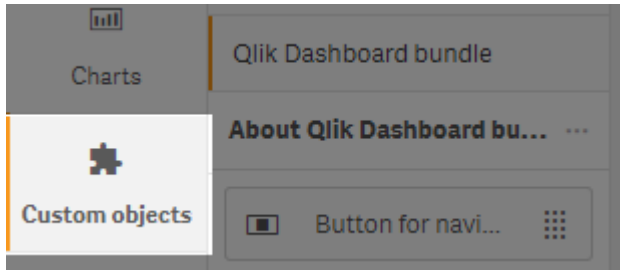 Charts
Custom objects
Qlik Dashboard bundle
About Qlik Dashboard bu... ...
Button for navi...